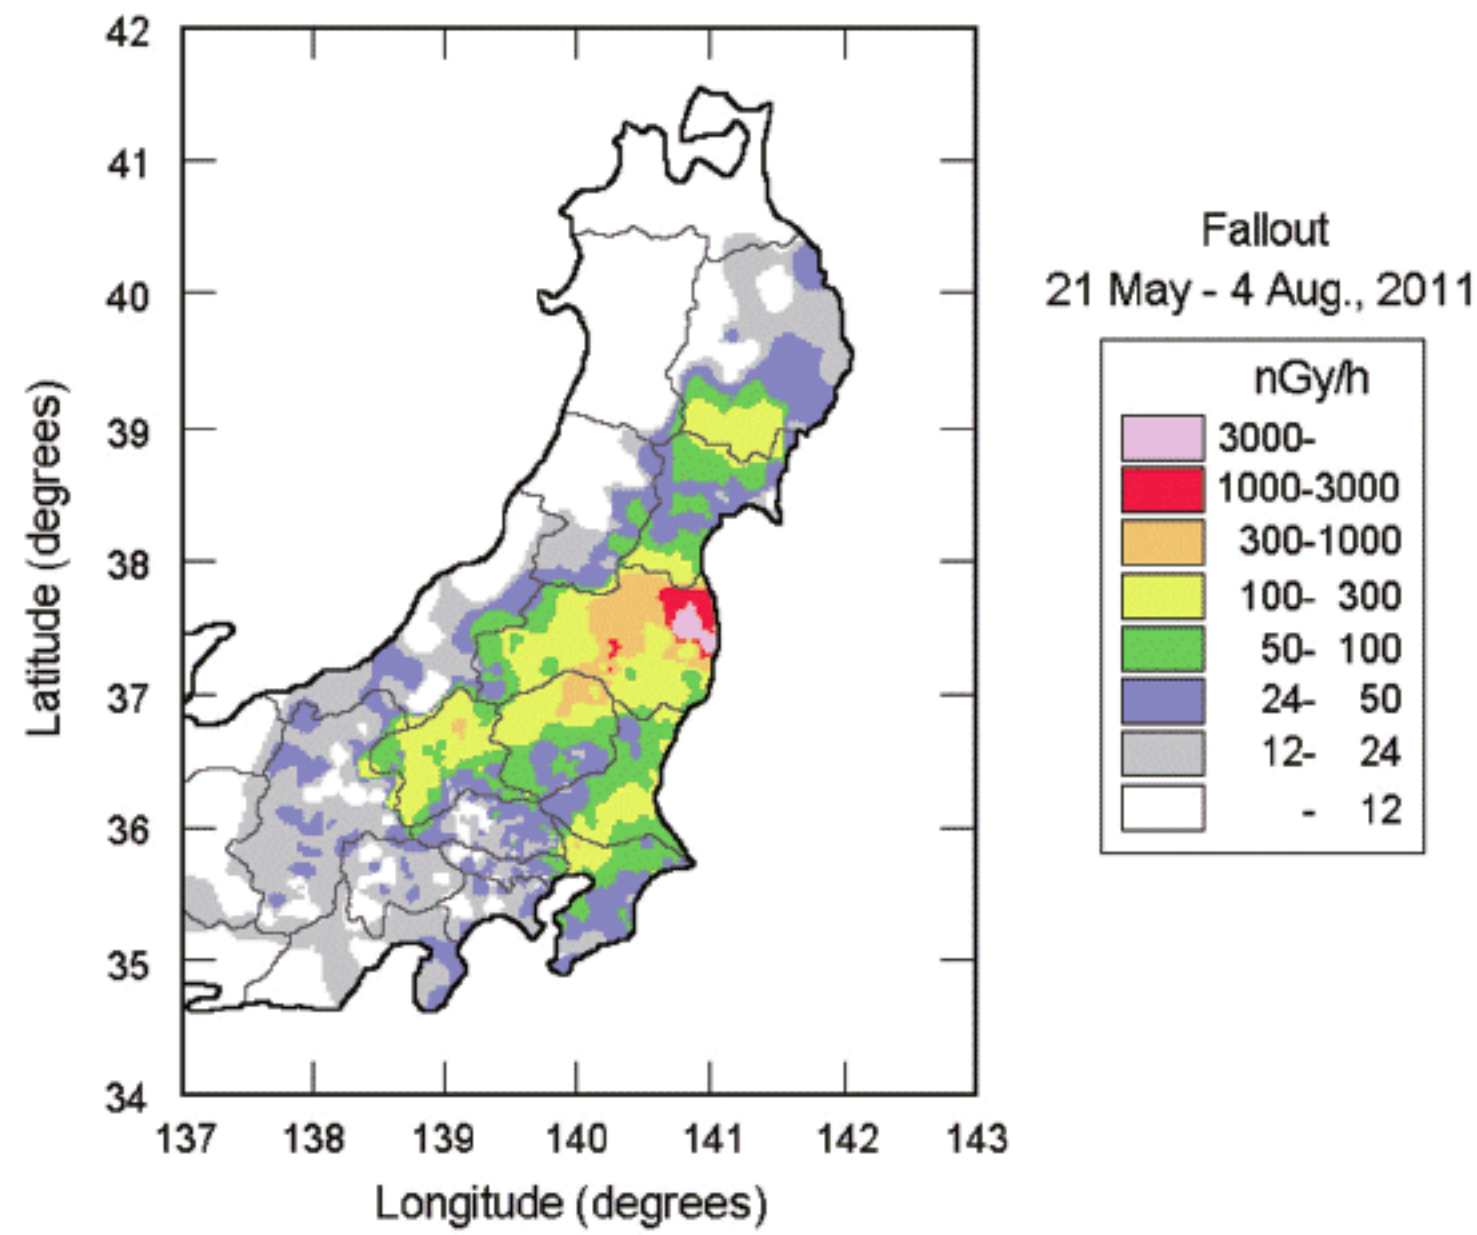 42
41
40
39
38
37
36
35
34
137 138 139 140 141 142 143
Latitude (degrees)
Longitude (degrees)
Fallout
21 May - 4 Aug., 2011
nGy/h
3000-
1000-3000
300-1000
100- 300
50- 100
24- 50
12- 24
- 12